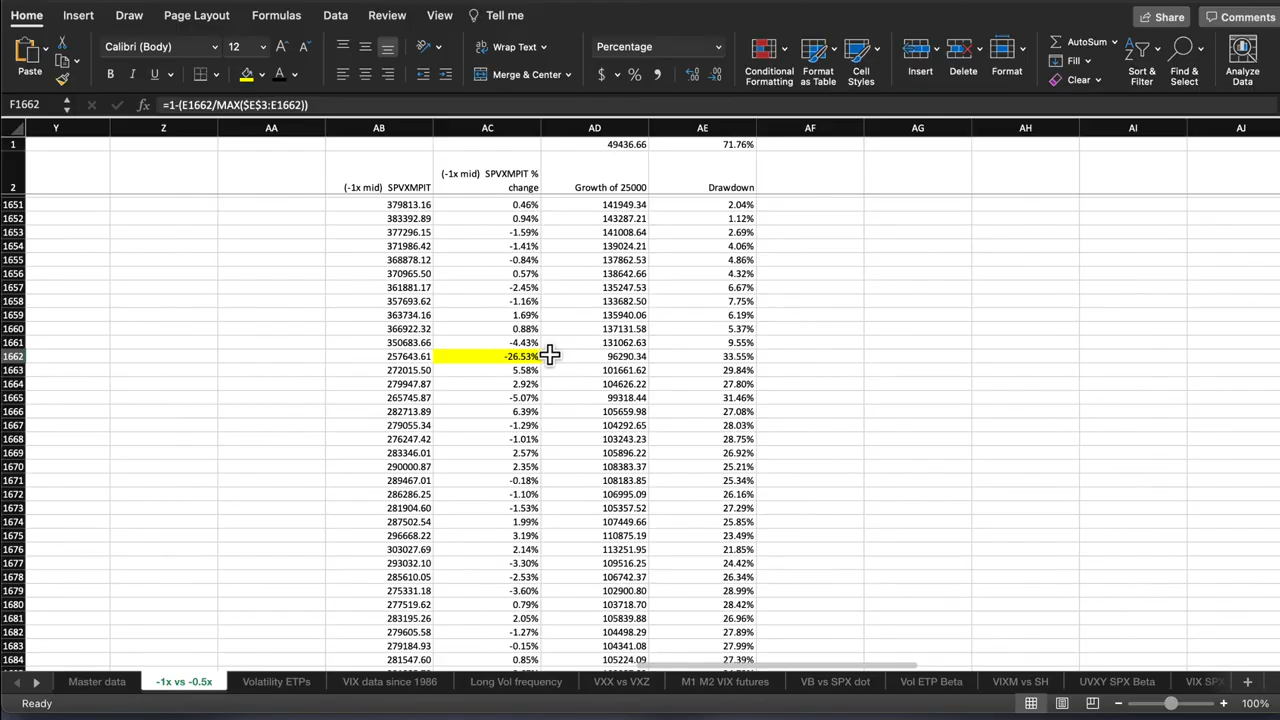 Home Insert Draw Page Layout Formulas Data Review View Tell me Share Comments
Calibri (Body) 12 Wrap Text Percentage AutoSum
Fill
Paste B I U Merge & Center $ % Conditional Formatting Format as Table Cell Styles Insert Delete Format Clear Sort & Filter Find & Select Analyze Data
F1662 fx =1-(E1662/MAX($E$3:E1662))
Y Z AA AB AC AD AE AF AG AH AI AJ
1 49436.66 71.76%
(-1x mid) SPVXMPIT %
2 (-1x mid) SPVXMPIT change Growth of 25000 Drawdown
1651 379813.16 0.46% 141949.34 2.04%
1652 383392.89 0.94% 143287.21 1.12%
1653 377296.15 -1.59% 141008.64 2.69%
1654 371986.42 -1.41% 139024.21 4.06%
1655 368878.12 -0.84% 137862.53 4.86%
1656 370965.50 0.57% 138642.66 4.32%
1657 361881.17 -2.45% 135247.53 6.67%
1658 357693.62 -1.16% 133682.50 7.75%
1659 363734.16 1.69% 135940.06 6.19%
1660 366922.32 0.88% 137131.58 5.37%
1661 350683.66 -4.43% 131062.63 9.55%
1662 257643.61 -26.53% 96290.34 33.55%
1663 272015.50 5.58% 101661.62 29.84%
1664 279947.87 2.92% 104626.22 27.80%
1665 265745.87 -5.07% 99318.44 31.46%
1666 282713.89 6.39% 105659.98 27.08%
1667 279055.34 -1.29% 104292.65 28.03%
1668 276247.42 -1.01% 103243.23 28.75%
1669 283346.01 2.57% 105896.22 26.92%
1670 290000.87 2.35% 108383.37 25.21%
1671 289467.01 -0.18% 108183.85 25.34%
1672 286286.25 -1.10% 106995.09 26.16%
1673 281904.60 -1.53% 105357.52 27.29%
1674 287502.54 1.99% 107449.66 25.85%
1675 296668.22 3.19% 110875.19 23.49%
1676 303027.69 2.14% 113251.95 21.85%
1677 293032.10 -3.30% 109516.25 24.42%
1678 285610.05 -2.53% 106742.37 26.34%
1679 275331.18 -3.60% 102900.80 28.99%
1680 277519.62 0.79% 103718.70 28.42%
1681 283195.26 2.05% 105839.88 26.96%
1682 279605.58 -1.27% 104498.29 27.89%
1683 279184.93 -0.15% 104341.08 27.99%
1684 281547.60 0.85% 105224.09 27.39%
Master data -1x vs -0.5x Volatility ETPs VIX data since 1986 Long Vol frequency VXX vs VXZ M1 M2 VIX futures VB vs SPX dot Vol ETP Beta VIXM vs SH UVXY SPX Beta VIX SPX
Ready 100%